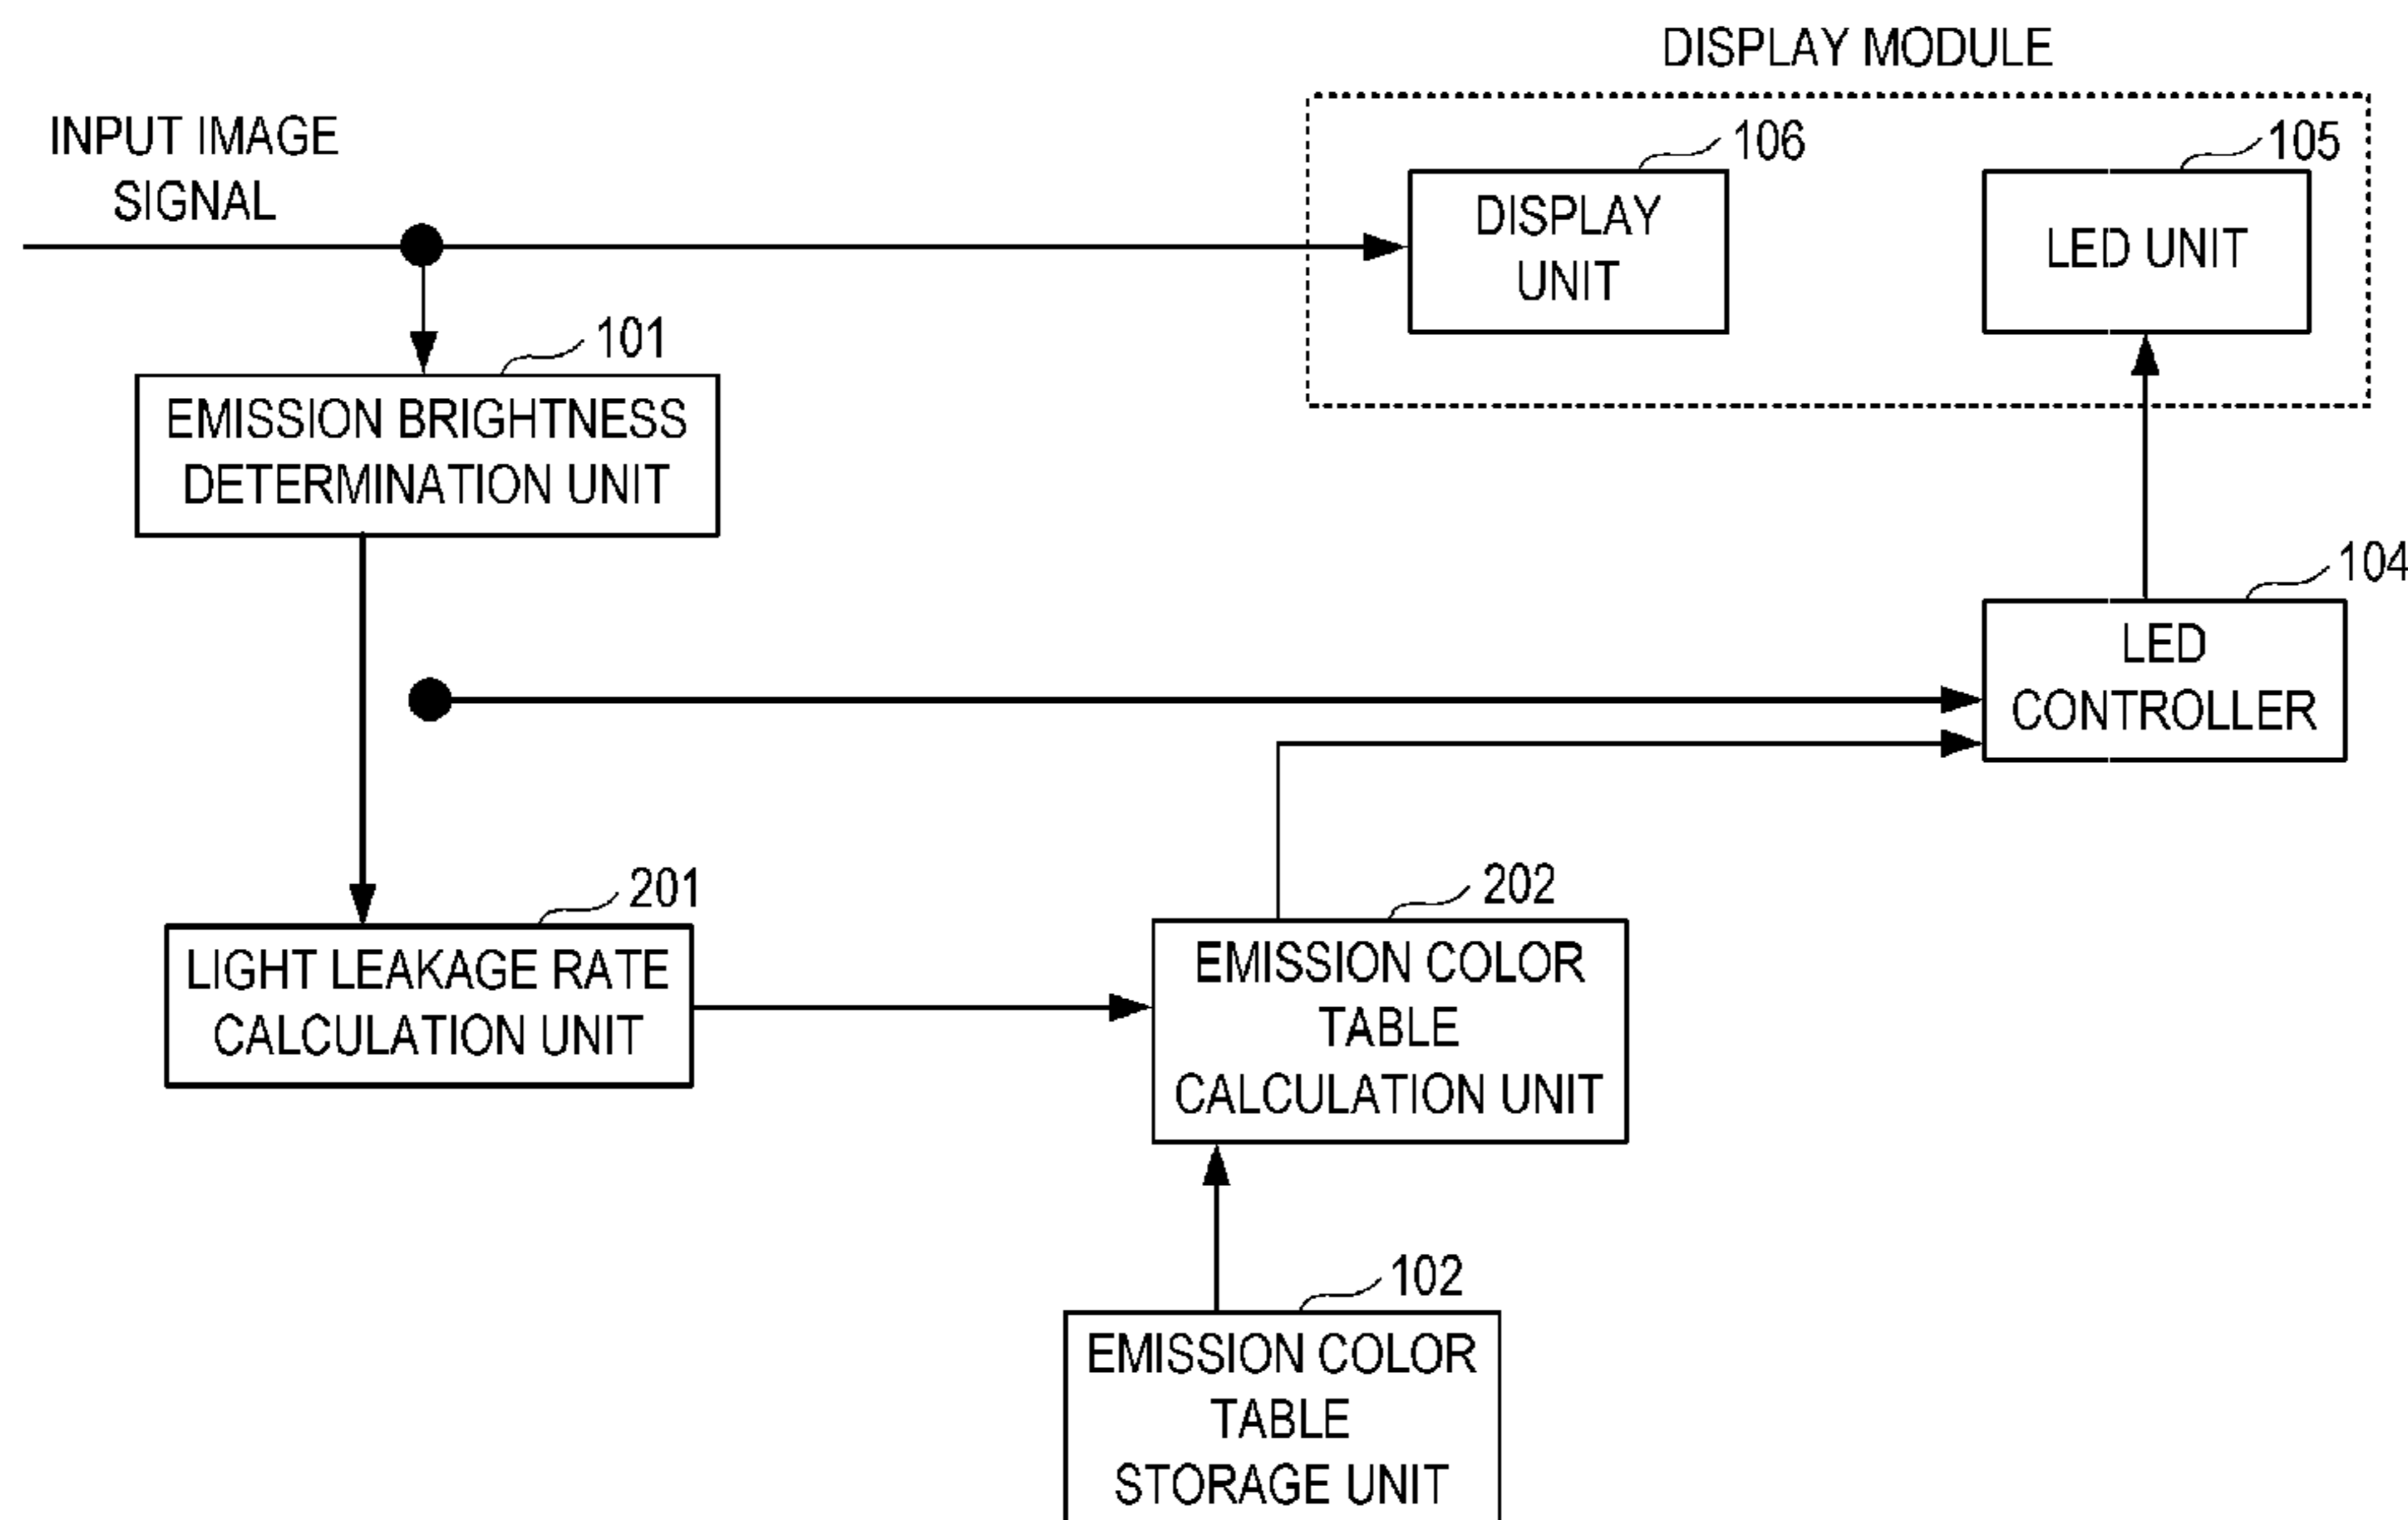 DISPLAY MODULE
INPUT IMAGE
SIGNAL
106
105
DISPLAY
UNIT
LED UNIT
101
EMISSION BRIGHTNESS
DETERMINATION UNIT
104
LED
CONTROLLER
201
LIGHT LEAKAGE RATE
CALCULATION UNIT
202
EMISSION COLOR
TABLE
CALCULATION UNIT
102
EMISSION COLOR
TABLE
STORAGE UNIT